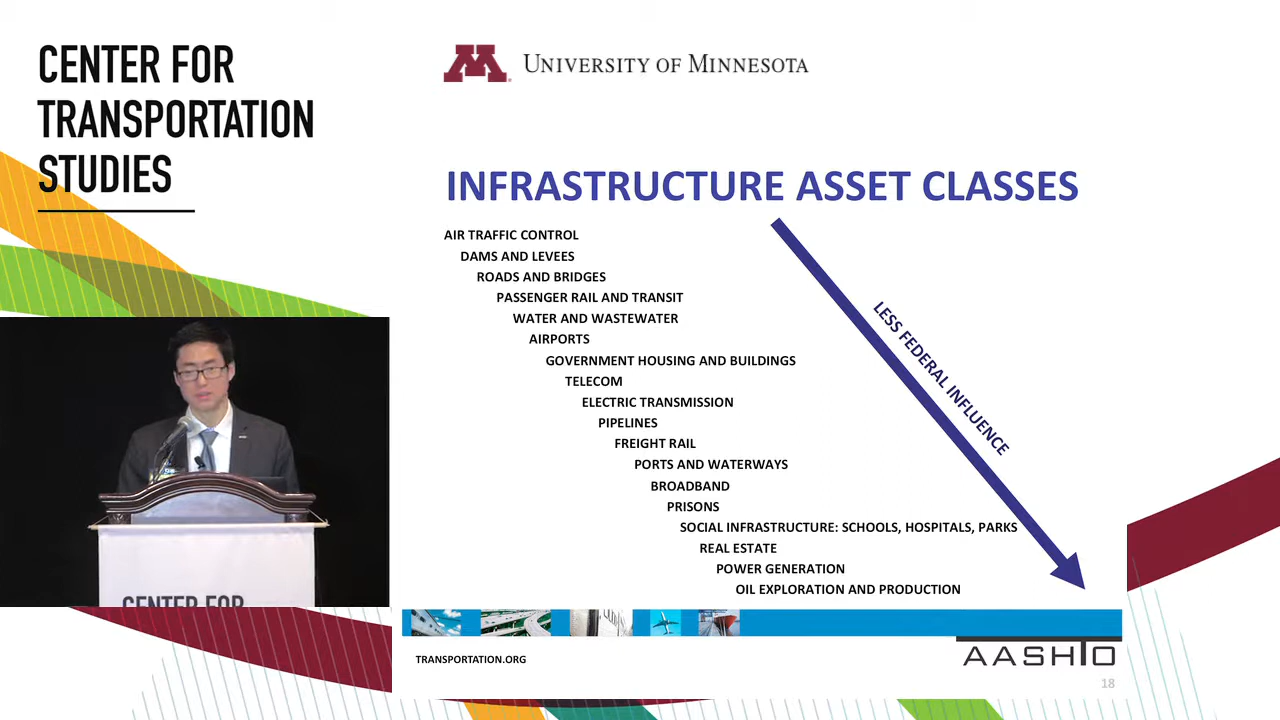 CENTER FOR
TRANSPORTATION
STUDIES
M
UNIVERSITY OF MINNESOTA
INFRASTRUCTURE ASSET CLASSES
AIR TRAFFIC CONTROL
DAMS AND LEVEES
ROADS AND BRIDGES
PASSENGER RAIL AND TRANSIT
WATER AND WASTEWATER
AIRPORTS
GOVERNMENT HOUSING AND BUILDINGS
TELECOM
ELECTRIC TRANSMISSION
PIPELINES
FREIGHT RAIL
PORTS AND WATERWAYS
BROADBAND
PRISONS
SOCIAL INFRASTRUCTURE: SCHOOLS, HOSPITALS, PARKS
REAL ESTATE
POWER GENERATION
OIL EXPLORATION AND PRODUCTION
LESS FEDERAL INFLUENCE
CENTER FOR
TRANSPORTATION.ORG
AASHTO
18